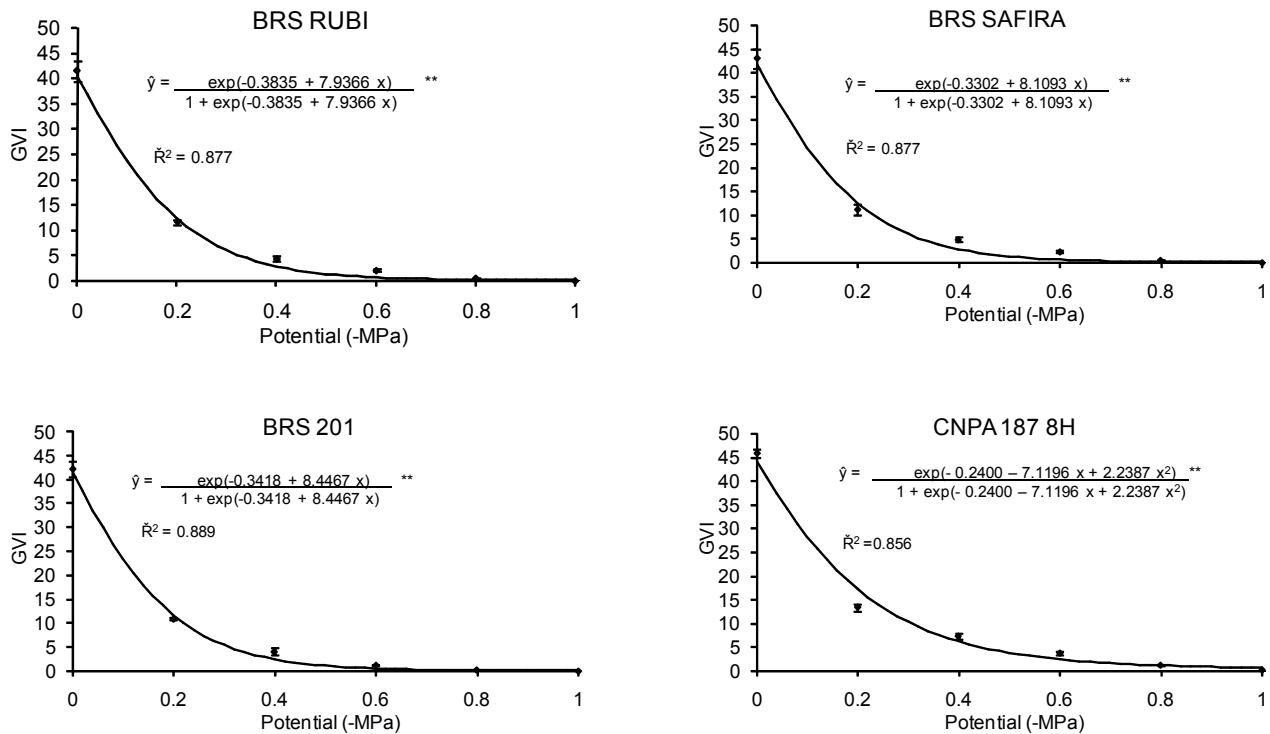 BRS RUBI
50
45
40
35
30
25
20
15
10
5
0
GVI
ŷ = exp(-0.3835 + 7.9366 x) **
1 + exp(-0.3835 + 7.9366 x)
Ř² = 0.877
0 0.2 0.4 0.6 0.8 1
Potential (-MPa)
BRS SAFIRA
50
45
40
35
30
25
20
15
10
5
0
GVI
ŷ = exp(-0.3302 + 8.1093 x) **
1 + exp(-0.3302 + 8.1093 x)
Ř² = 0.877
0 0.2 0.4 0.6 0.8 1
Potential (-MPa)
BRS 201
50
45
40
35
30
25
20
15
10
5
0
GVI
ŷ = exp(-0.3418 + 8.4467 x) **
1 + exp(-0.3418 + 8.4467 x)
Ř² = 0.889
0 0.2 0.4 0.6 0.8 1
Potential (-MPa)
CNPA 187 8H
50
45
40
35
30
25
20
15
10
5
0
GVI
ŷ = exp(- 0.2400 – 7.1196 x + 2.2387 x²) **
1 + exp(- 0.2400 – 7.1196 x + 2.2387 x²)
Ř² =0.856
0 0.2 0.4 0.6 0.8 1
Potential (-MPa)